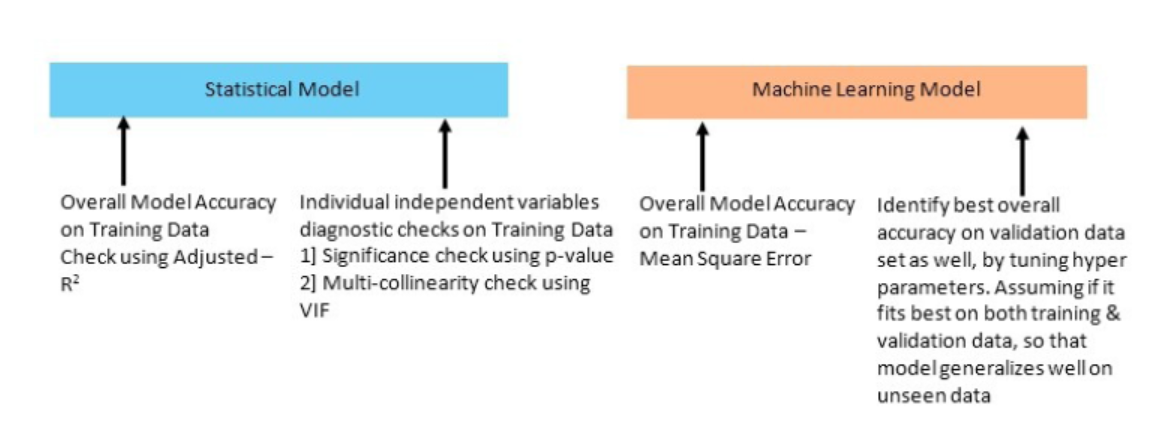 Statistical Model
Machine Learning Model
Overall Model Accuracy
on Training Data
Check using Adjusted –
R²
Individual independent variables
diagnostic checks on Training Data
1] Significance check using p-value
2] Multi-collinearity check using
VIF
Overall Model Accuracy
on Training Data –
Mean Square Error
Identify best overall
accuracy on validation data
set as well, by tuning hyper
parameters. Assuming if it
fits best on both training &
validation data, so that
model generalizes well on
unseen data